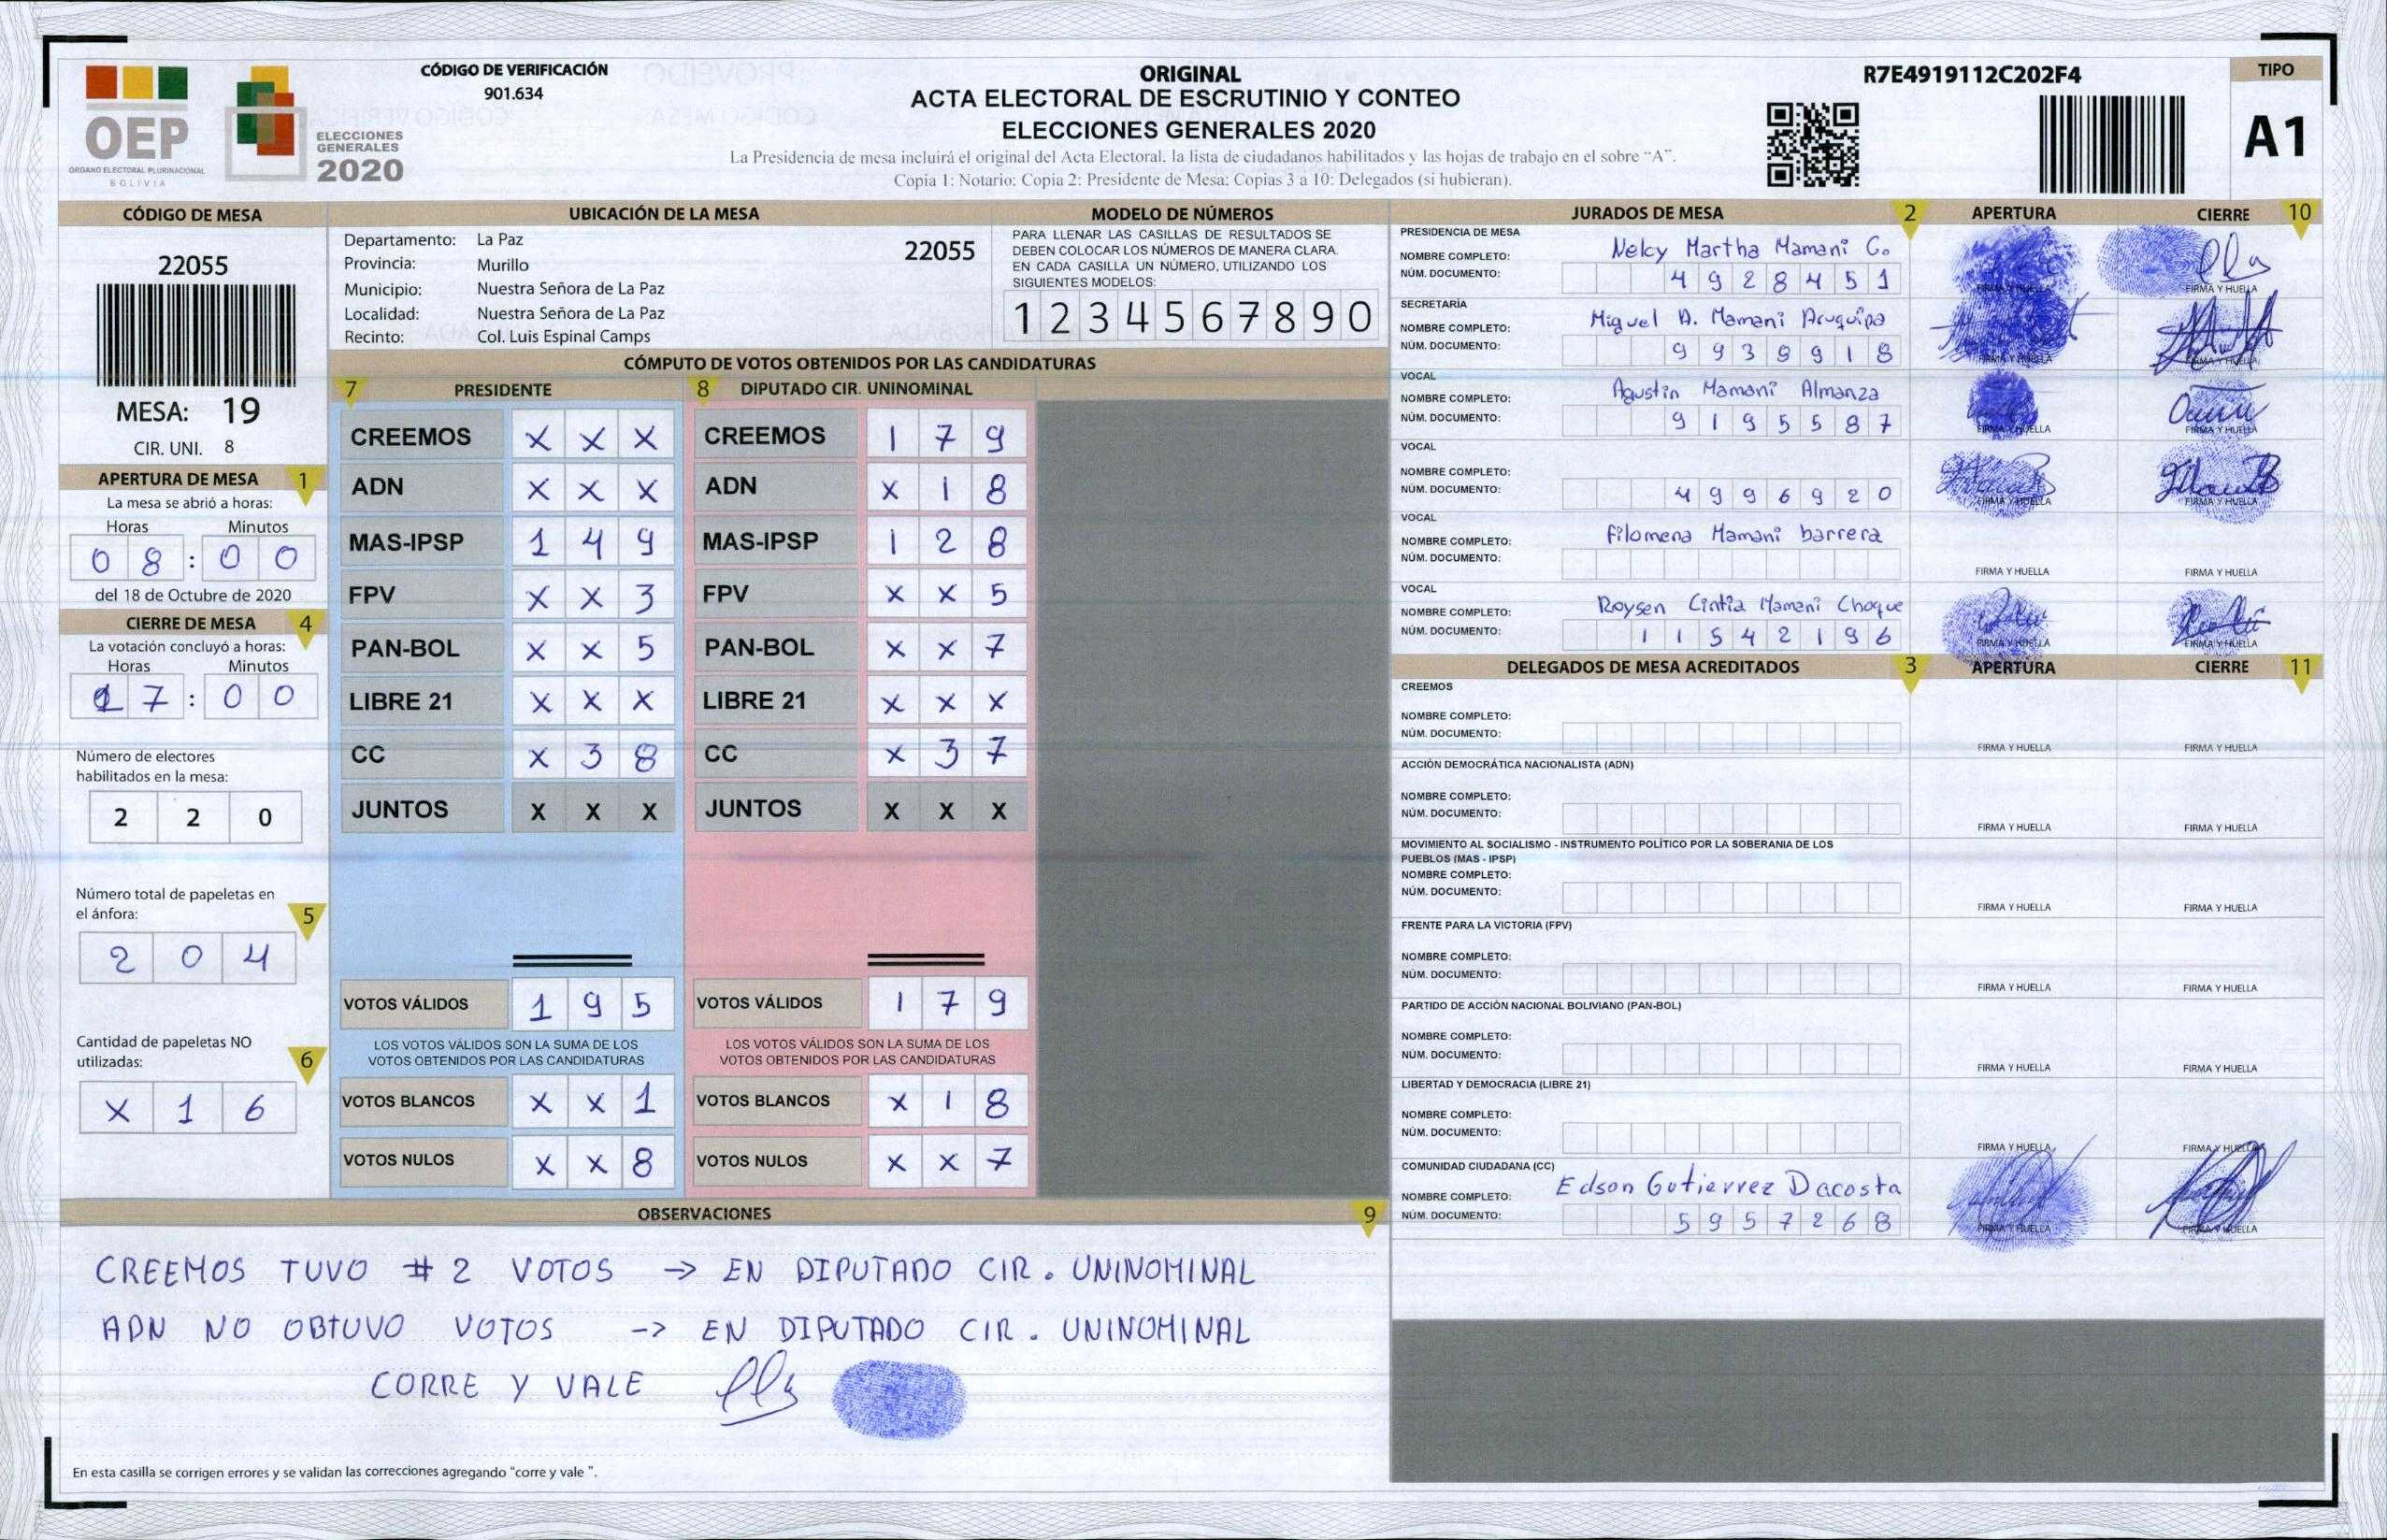 CÓDIGO DE VERIFICACIÓN
901.634
OEP
ÓRGANO ELECTORAL PLURINACIONAL
BOLIVIA
ELECCIONES
GENERALES
2020
ORIGINAL
ACTA ELECTORAL DE ESCRUTINIO Y CONTEO
ELECCIONES GENERALES 2020
La Presidencia de mesa incluirá el original del Acta Electoral, la lista de ciudadanos habilitados y las hojas de trabajo en el sobre "A".
Copia 1: Notario; Copia 2: Presidente de Mesa; Copias 3 a 10: Delegados (si hubieran).
R7E4919112C202F4
TIPO
A1
CÓDIGO DE MESA
22055
MESA: 19
CIR. UNI. 8
APERTURA DE MESA 1
La mesa se abrió a horas:
Horas Minutos
0 8 : 0 0
del 18 de Octubre de 2020
CIERRE DE MESA 4
La votación concluyó a horas:
Horas Minutos
1 7 : 0 0
Número de electores
habilitados en la mesa:
2 2 0
Número total de papeletas en
el ánfora: 5
2 0 4
Cantidad de papeletas NO
utilizadas: 6
X 1 6
UBICACIÓN DE LA MESA
Departamento: La Paz 22055
Provincia: Murillo
Municipio: Nuestra Señora de La Paz
Localidad: Nuestra Señora de La Paz
Recinto: Col. Luis Espinal Camps
MODELO DE NÚMEROS
PARA LLENAR LAS CASILLAS DE RESULTADOS SE
DEBEN COLOCAR LOS NÚMEROS DE MANERA CLARA.
EN CADA CASILLA UN NÚMERO, UTILIZANDO LOS
SIGUIENTES MODELOS:
1 2 3 4 5 6 7 8 9 0
CÓMPUTO DE VOTOS OBTENIDOS POR LAS CANDIDATURAS
7 PRESIDENTE
CREEMOS X X X
ADN X X X
MAS-IPSP 1 4 9
FPV X X 3
PAN-BOL X X 5
LIBRE 21 X X X
CC X 3 8
JUNTOS X X X
VOTOS VÁLIDOS 1 9 5
LOS VOTOS VÁLIDOS SON LA SUMA DE LOS
VOTOS OBTENIDOS POR LAS CANDIDATURAS
VOTOS BLANCOS X X 1
VOTOS NULOS X X 8
8 DIPUTADO CIR. UNINOMINAL
CREEMOS 1 7 9
ADN X 1 8
MAS-IPSP 1 2 8
FPV X X 5
PAN-BOL X X 7
LIBRE 21 X X X
CC X 3 7
JUNTOS X X X
VOTOS VÁLIDOS 1 7 9
LOS VOTOS VÁLIDOS SON LA SUMA DE LOS
VOTOS OBTENIDOS POR LAS CANDIDATURAS
VOTOS BLANCOS X 1 8
VOTOS NULOS X X 7
OBSERVACIONES 9
CREEMOS TUVO # 2 VOTOS -> EN DIPUTADO CIR. UNINOMINAL
ADN NO OBTUVO VOTOS -> EN DIPUTADO CIR. UNINOMINAL
CORRE Y VALE
En esta casilla se corrigen errores y se validan las correcciones agregando "corre y vale ".
JURADOS DE MESA 2 APERTURA CIERRE 10
PRESIDENCIA DE MESA
NOMBRE COMPLETO: Nelcy Martha Mamani C.
NÚM. DOCUMENTO: 4 9 2 8 4 5 1
FIRMA Y HUELLA FIRMA Y HUELLA
SECRETARÍA
NOMBRE COMPLETO: Miguel A. Mamani Aruquipa
NÚM. DOCUMENTO: 9 9 3 8 9 1 8
FIRMA Y HUELLA FIRMA Y HUELLA
VOCAL
NOMBRE COMPLETO: Agustin Mamani Almanza
NÚM. DOCUMENTO: 9 1 9 5 5 8 7
FIRMA Y HUELLA FIRMA Y HUELLA
VOCAL
NOMBRE COMPLETO:
NÚM. DOCUMENTO: 4 9 9 6 9 2 0
FIRMA Y HUELLA FIRMA Y HUELLA
VOCAL
NOMBRE COMPLETO: Filomena Mamani barrera
NÚM. DOCUMENTO:
FIRMA Y HUELLA FIRMA Y HUELLA
VOCAL
NOMBRE COMPLETO: Roysen Cintia Mamani Choque
NÚM. DOCUMENTO: 1 1 5 4 2 1 9 6
FIRMA Y HUELLA FIRMA Y HUELLA
DELEGADOS DE MESA ACREDITADOS 3 APERTURA CIERRE 11
CREEMOS
NOMBRE COMPLETO:
NÚM. DOCUMENTO:
FIRMA Y HUELLA FIRMA Y HUELLA
ACCIÓN DEMOCRÁTICA NACIONALISTA (ADN)
NOMBRE COMPLETO:
NÚM. DOCUMENTO:
FIRMA Y HUELLA FIRMA Y HUELLA
MOVIMIENTO AL SOCIALISMO - INSTRUMENTO POLÍTICO POR LA SOBERANIA DE LOS
PUEBLOS (MAS - IPSP)
NOMBRE COMPLETO:
NÚM. DOCUMENTO:
FIRMA Y HUELLA FIRMA Y HUELLA
FRENTE PARA LA VICTORIA (FPV)
NOMBRE COMPLETO:
NÚM. DOCUMENTO:
FIRMA Y HUELLA FIRMA Y HUELLA
PARTIDO DE ACCIÓN NACIONAL BOLIVIANO (PAN-BOL)
NOMBRE COMPLETO:
NÚM. DOCUMENTO:
FIRMA Y HUELLA FIRMA Y HUELLA
LIBERTAD Y DEMOCRACIA (LIBRE 21)
NOMBRE COMPLETO:
NÚM. DOCUMENTO:
FIRMA Y HUELLA FIRMA Y HUELLA
COMUNIDAD CIUDADANA (CC)
NOMBRE COMPLETO: Edson Gutierrez Dacosta
NÚM. DOCUMENTO: 5 9 5 7 2 6 8
FIRMA Y HUELLA FIRMA Y HUELLA